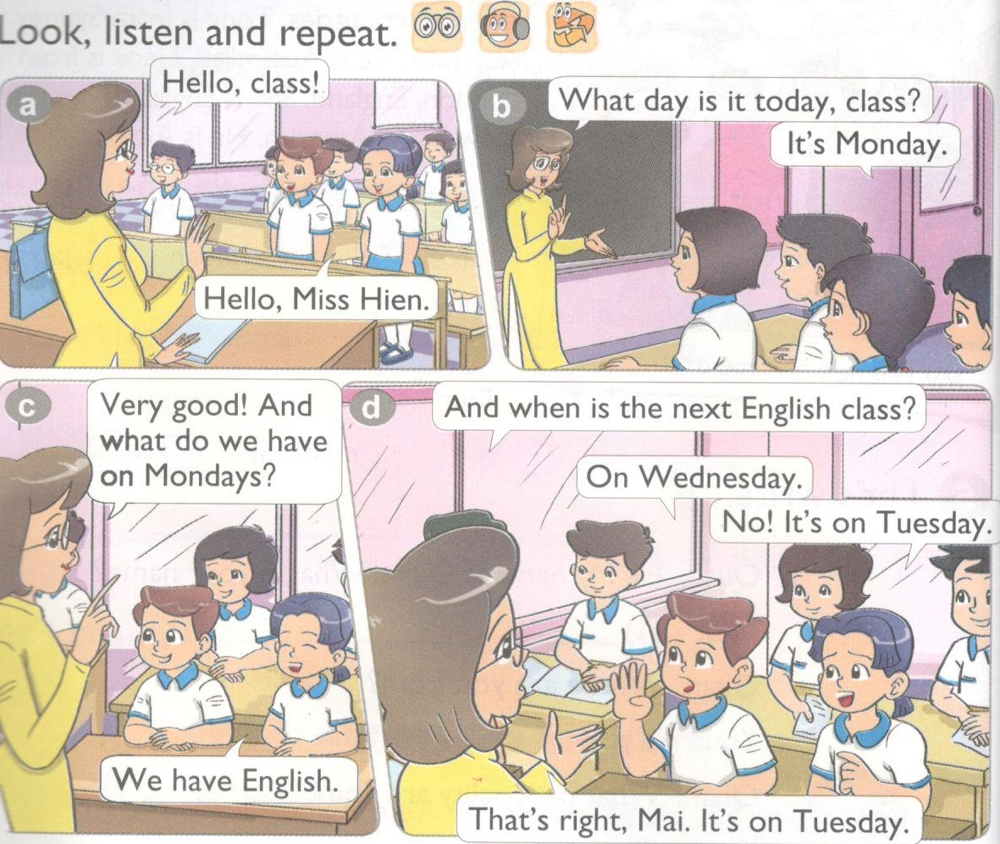 Look, listen and repeat.
a
Hello, class!
Hello, Miss Hien.
b
What day is it today, class?
It's Monday.
c
Very good! And
what do we have
on Mondays?
We have English.
d
And when is the next English class?
On Wednesday.
No! It's on Tuesday.
That's right, Mai. It's on Tuesday.